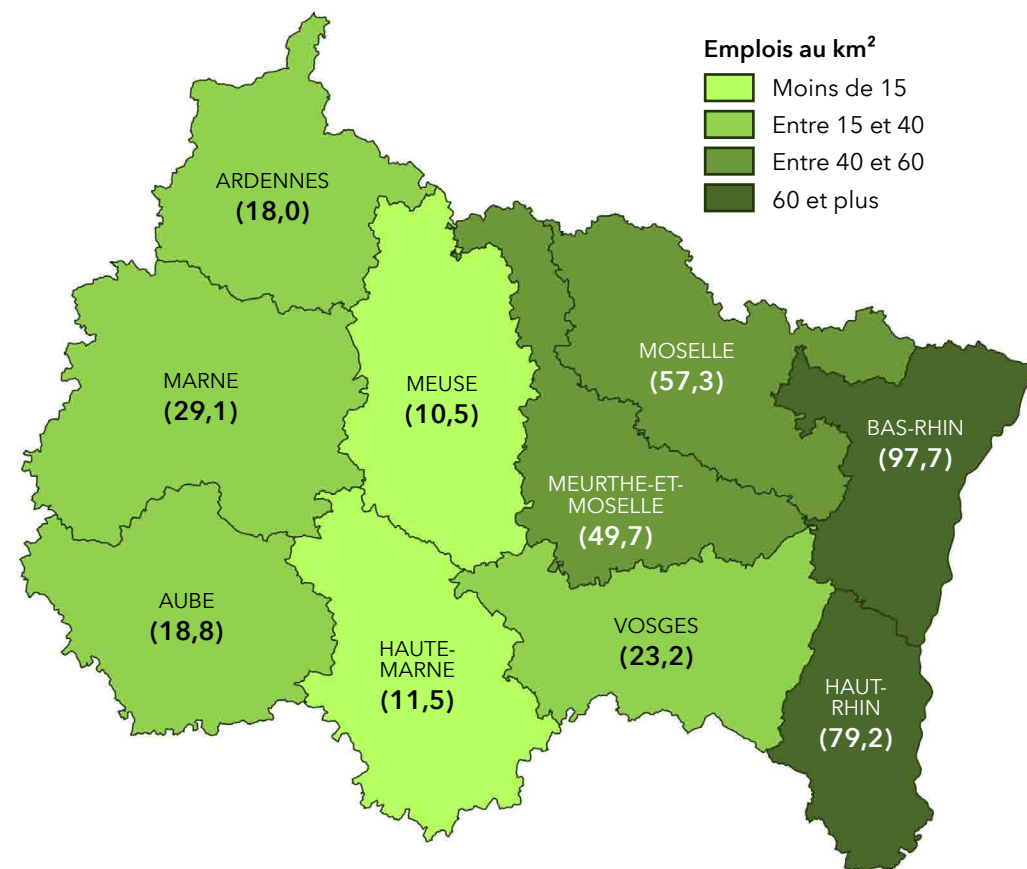 Emplois au km²
Moins de 15
Entre 15 et 40
Entre 40 et 60
60 et plus
ARDENNES
(18,0)
MARNE
(29,1)
MEUSE
(10,5)
MOSELLE
(57,3)
BAS-RHIN
(97,7)
MEURTHE-ET-
MOSELLE
(49,7)
AUBE
(18,8)
HAUTE-
MARNE
(11,5)
VOSGES
(23,2)
HAUT-
RHIN
(79,2)